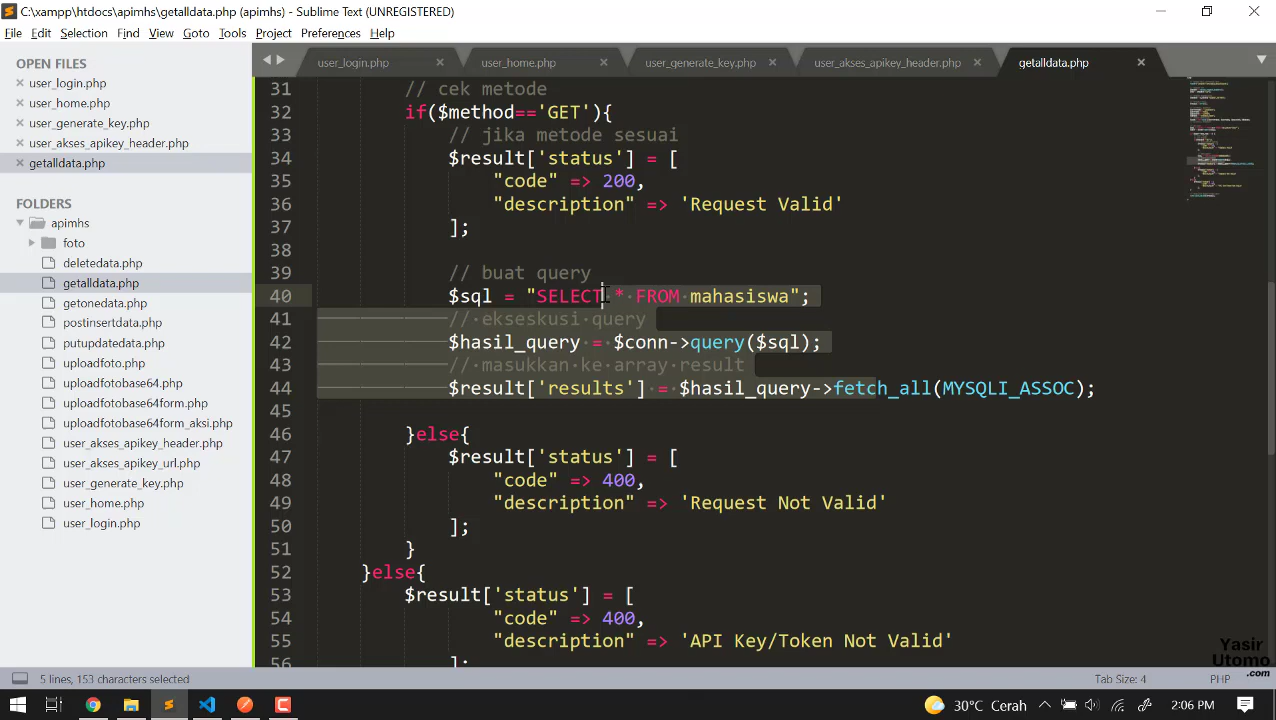 C:\xampp\htdocs\apimhs\getalldata.php (apimhs) - Sublime Text (UNREGISTERED)
File Edit Selection Find View Goto Tools Project Preferences Help
OPEN FILES
user_login.php
user_home.php
user_generate_key.php
user_akses_apikey_header.php
getalldata.php
FOLDERS
apimhs
foto
deletedata.php
getalldata.php
getonedata.php
postinsertdata.php
putupdatedata.php
uploadfoto.php
uploadfotobase64.php
uploadfotobase64form.php
uploadfotobase64form_aksi.php
user_akses_apikey_header.php
user_akses_apikey_url.php
user_generate_key.php
user_home.php
user_login.php
user_login.php user_home.php user_generate_key.php user_akses_apikey_header.php getalldata.php
31 // cek metode
32 if($method=='GET'){
33 // jika metode sesuai
34 $result['status'] = [
35 "code" => 200,
36 "description" => 'Request Valid'
37 ];
38
39 // buat query
40 $sql = "SELECT * FROM mahasiswa";
41 // ekseskusi query
42 $hasil_query = $conn->query($sql);
43 // masukkan ke array result
44 $result['results'] = $hasil_query->fetch_all(MYSQLI_ASSOC);
45
46 }else{
47 $result['status'] = [
48 "code" => 400,
49 "description" => 'Request Not Valid'
50 ];
51 }
52 }else{
53 $result['status'] = [
54 "code" => 400,
55 "description" => 'API Key/Token Not Valid'
56 ];
Yasir
Utomo
.com
5 lines, 153 characters selected Tab Size: 4 PHP
30°C Cerah 2:06 PM